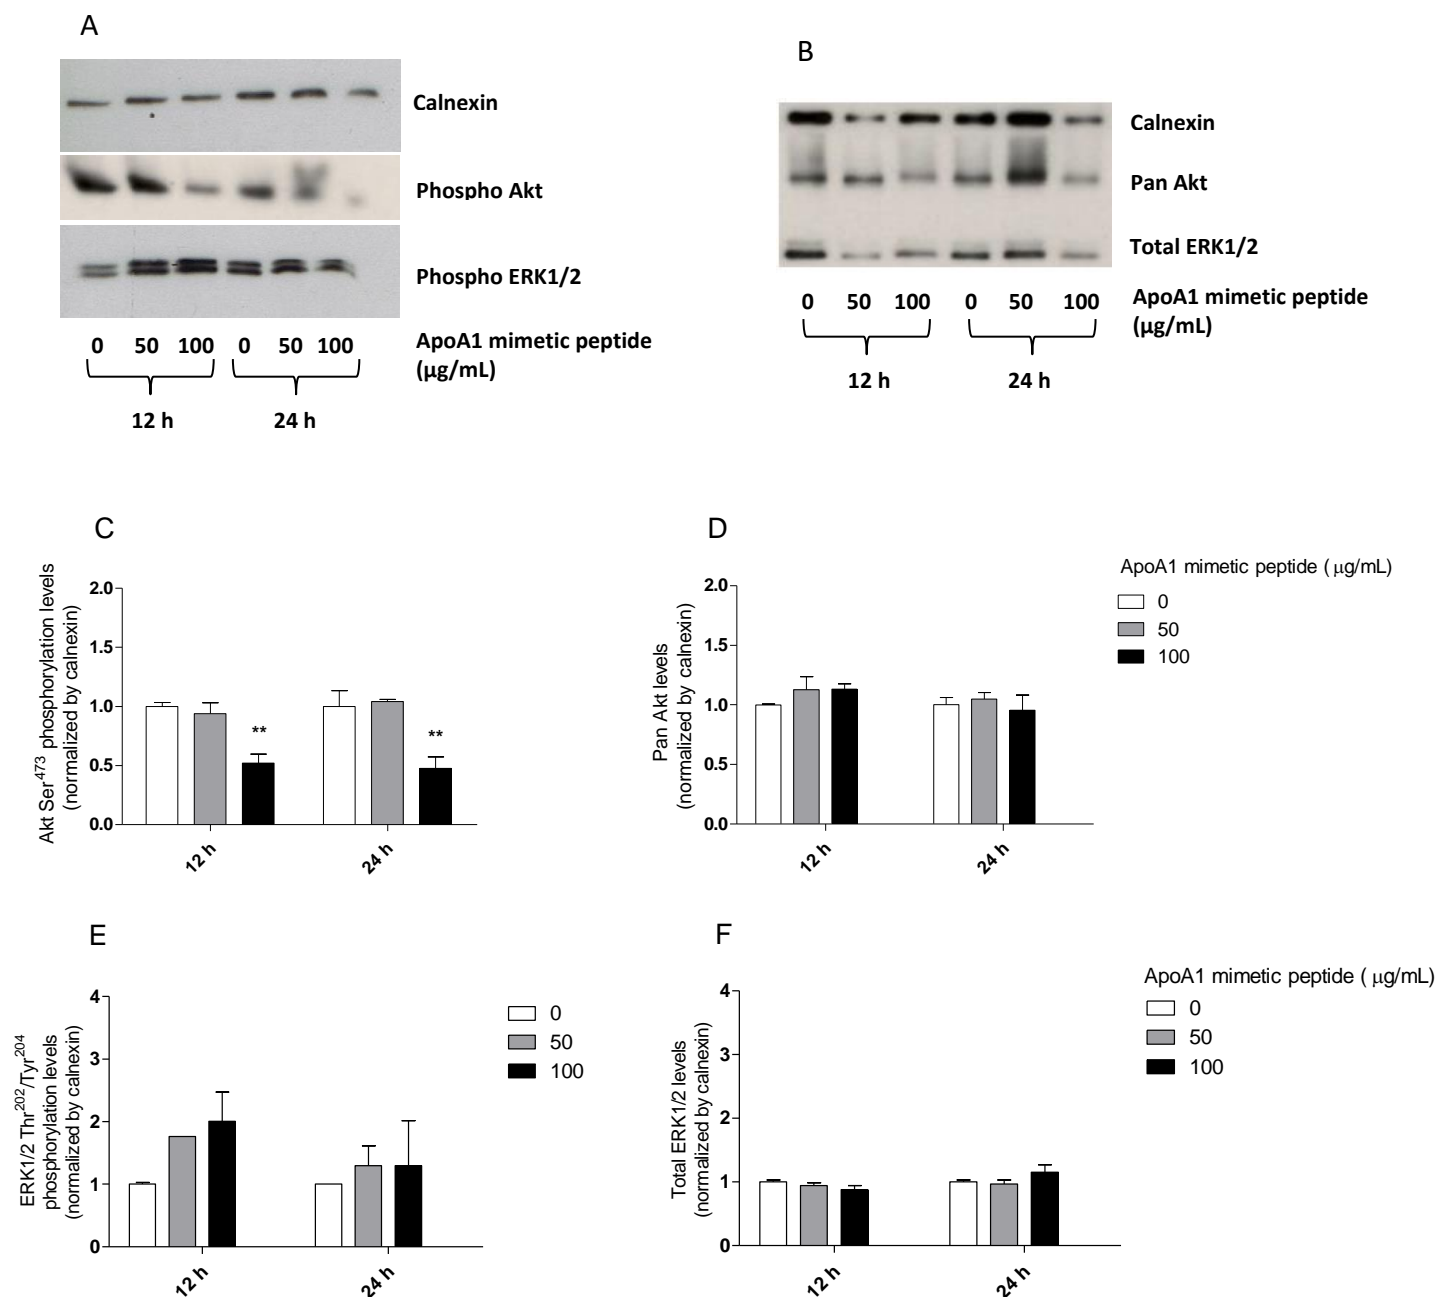 A
Calnexin
Phospho Akt
Phospho ERK1/2
0 50 100 0 50 100
ApoA1 mimetic peptide
(µg/mL)
12 h
24 h
B
Calnexin
Pan Akt
Total ERK1/2
0 50 100 0 50 100
ApoA1 mimetic peptide
(µg/mL)
12 h
24 h
C
Akt Ser473 phosphorylation levels
(normalized by calnexin)
2.0
1.5
1.0
0.5
0.0
**
**
12 h
24 h
D
Pan Akt levels
(normalized by calnexin)
2.0
1.5
1.0
0.5
0.0
12 h
24 h
ApoA1 mimetic peptide ( µg/mL)
0
50
100
E
ERK1/2 Thr202/Tyr204
phosphorylation levels
(normalized by calnexin)
4
3
2
1
0
12 h
24 h
0
50
100
F
Total ERK1/2 levels
(normalized by calnexin)
4
3
2
1
0
12 h
24 h
ApoA1 mimetic peptide ( µg/mL)
0
50
100